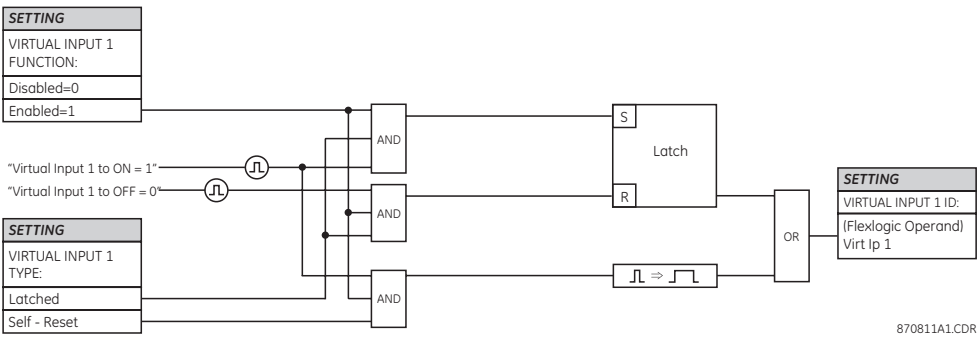 SETTING
VIRTUAL INPUT 1
FUNCTION:
Disabled=0
Enabled=1
“Virtual Input 1 to ON = 1”
“Virtual Input 1 to OFF = 0”
SETTING
VIRTUAL INPUT 1
TYPE:
Latched
Self - Reset
AND
AND
AND
S
Latch
R
OR
SETTING
VIRTUAL INPUT 1 ID:
(Flexlogic Operand)
Virt Ip 1
870811A1.CDR